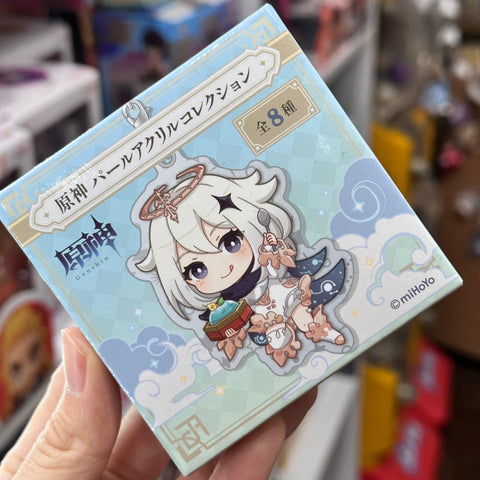 原神 パールアクリルコレクション
全8種
原神
Genshin
©miHoYo